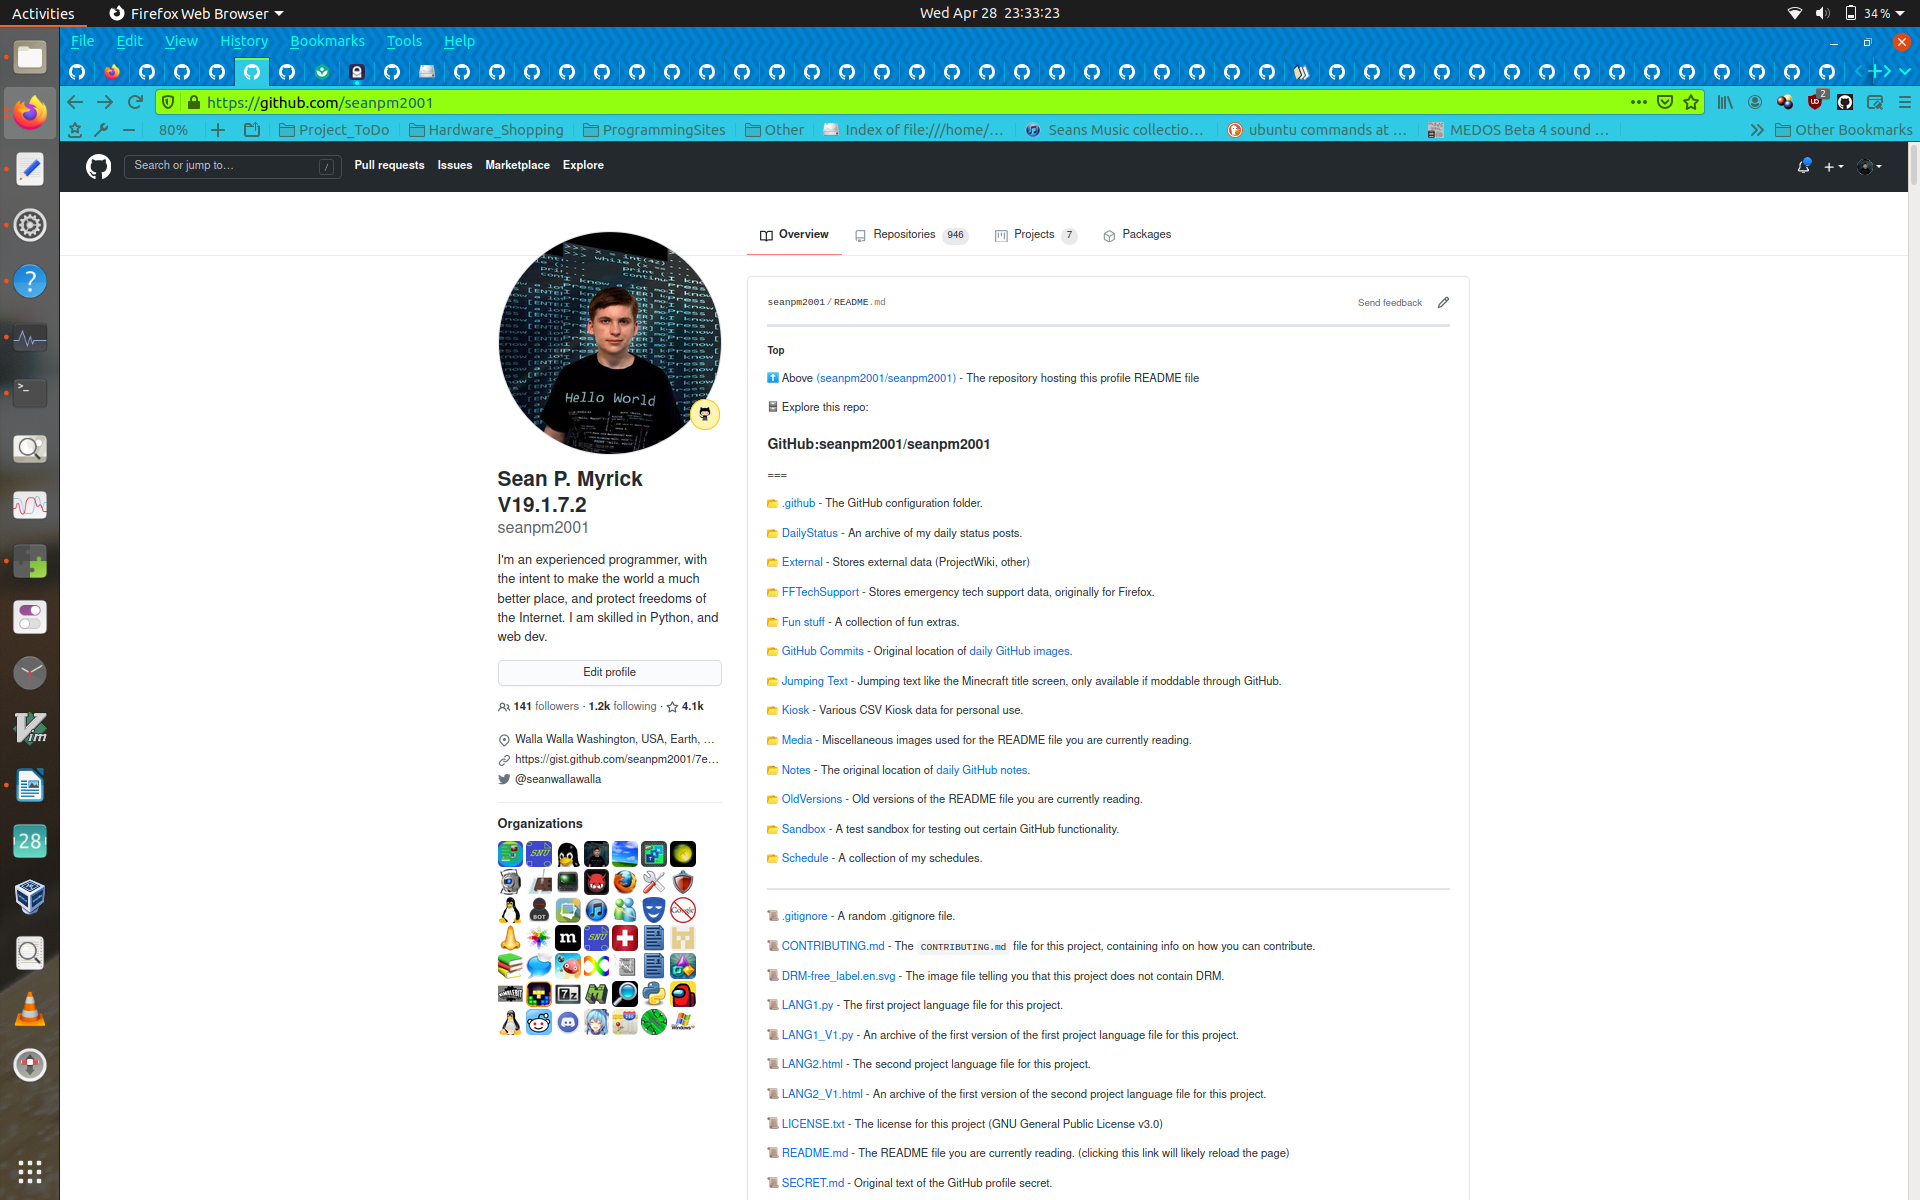 Activities
Firefox Web Browser
Wed Apr 28 23:33:23
34 %
File Edit View History Bookmarks Tools Help
https://github.com/seanpm2001
2
80%
Project_ToDo
Hardware_Shopping
ProgrammingSites
Other
Index of file:///home/...
Seans Music collectio...
ubuntu commands at ...
MEDOS Beta 4 sound ...
Other Bookmarks
Search or jump to...
/
Pull requests
Issues
Marketplace
Explore
Overview
Repositories 946
Projects 7
Packages
Hello World
Sean P. Myrick
V19.1.7.2
seanpm2001
I'm an experienced programmer, with
the intent to make the world a much
better place, and protect freedoms of
the Internet. I am skilled in Python, and
web dev.
Edit profile
141 followers · 1.2k following · 4.1k
Walla Walla Washington, USA, Earth, ...
https://gist.github.com/seanpm2001/7e...
@seanwallawalla
Organizations
28
seanpm2001 / README.md
Send feedback
Top
Above (seanpm2001/seanpm2001) - The repository hosting this profile README file
Explore this repo:
GitHub:seanpm2001/seanpm2001
===
.github - The GitHub configuration folder.
DailyStatus - An archive of my daily status posts.
External - Stores external data (ProjectWiki, other)
FFTechSupport - Stores emergency tech support data, originally for Firefox.
Fun stuff - A collection of fun extras.
GitHub Commits - Original location of daily GitHub images.
Jumping Text - Jumping text like the Minecraft title screen, only available if moddable through GitHub.
Kiosk - Various CSV Kiosk data for personal use.
Media - Miscellaneous images used for the README file you are currently reading.
Notes - The original location of daily GitHub notes.
OldVersions - Old versions of the README file you are currently reading.
Sandbox - A test sandbox for testing out certain GitHub functionality.
Schedule - A collection of my schedules.
.gitignore - A random .gitignore file.
CONTRIBUTING.md - The CONTRIBUTING.md file for this project, containing info on how you can contribute.
DRM-free_label.en.svg - The image file telling you that this project does not contain DRM.
LANG1.py - The first project language file for this project.
LANG1_V1.py - An archive of the first version of the first project language file for this project.
LANG2.html - The second project language file for this project.
LANG2_V1.html - An archive of the first version of the second project language file for this project.
LICENSE.txt - The license for this project (GNU General Public License v3.0)
README.md - The README file you are currently reading. (clicking this link will likely reload the page)
SECRET.md - Original text of the GitHub profile secret.